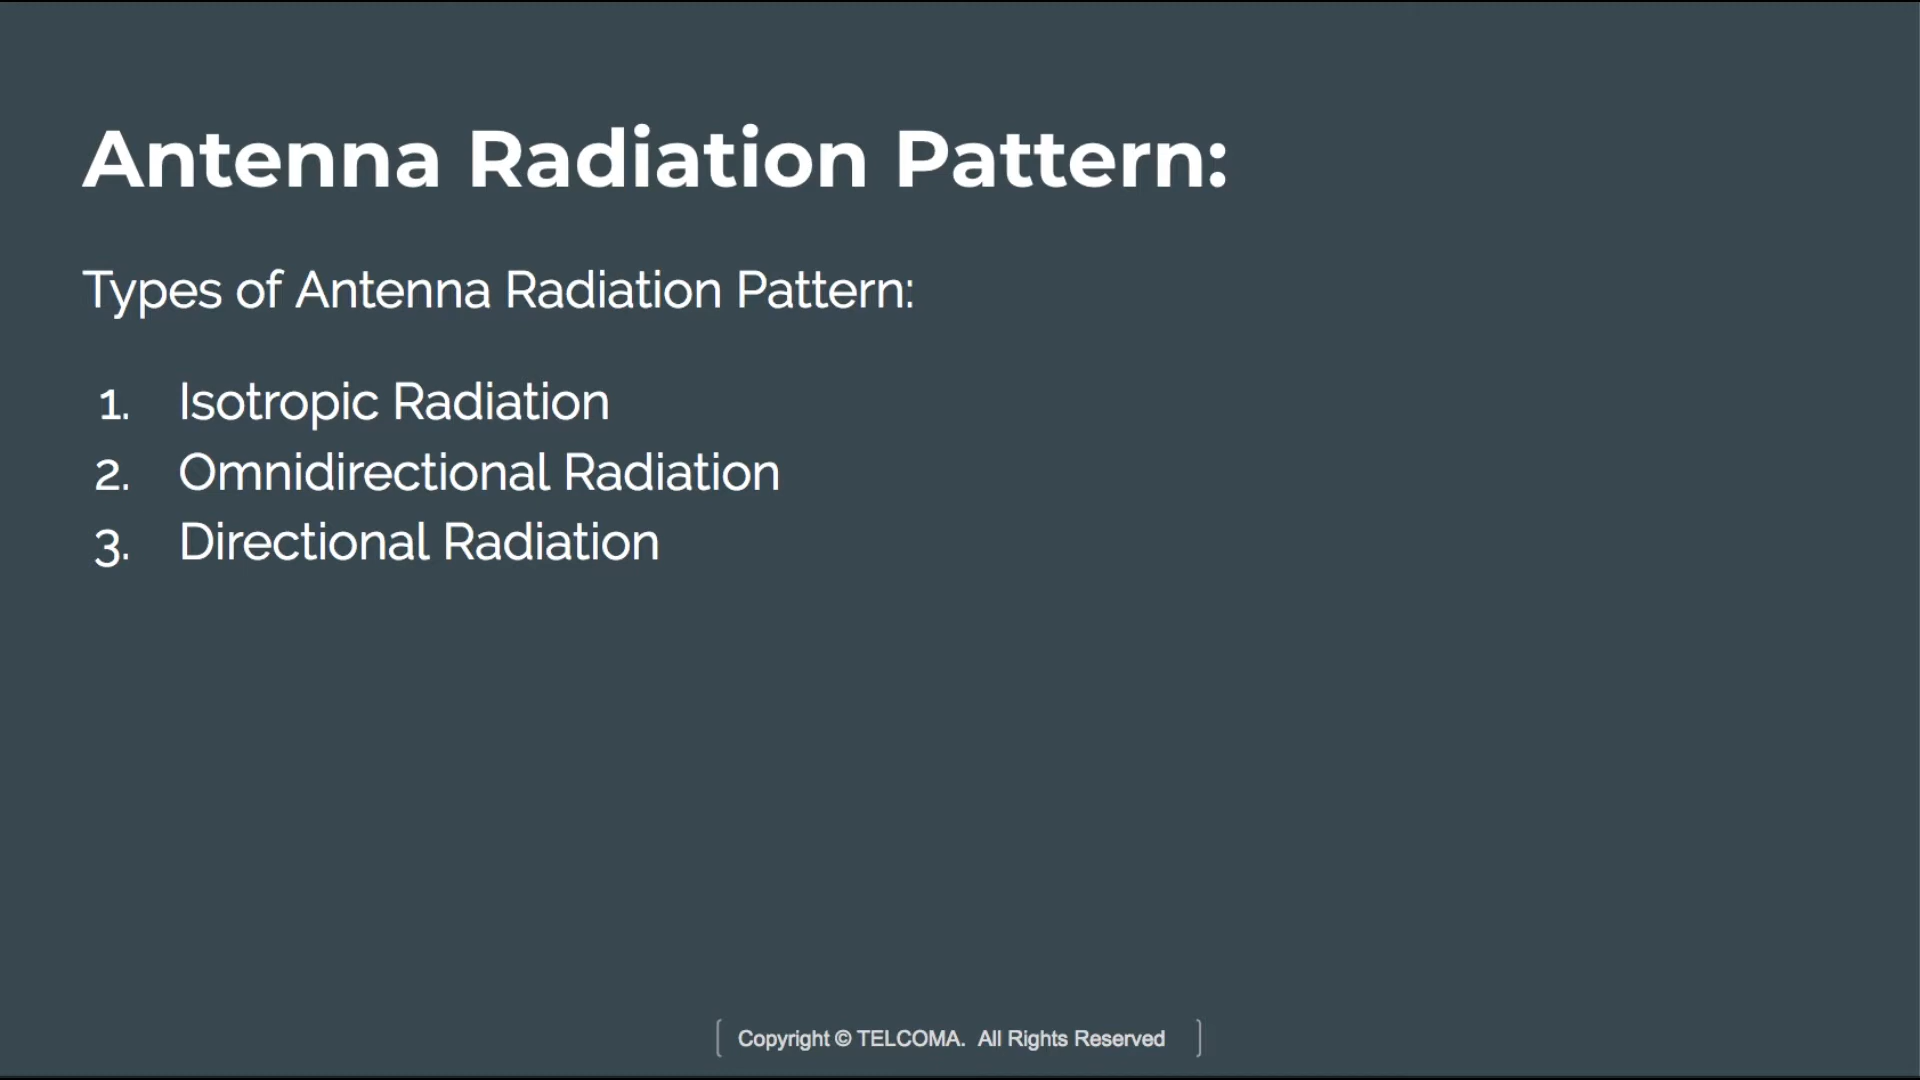 Antenna Radiation Pattern:
Types of Antenna Radiation Pattern:
1. Isotropic Radiation
2. Omnidirectional Radiation
3. Directional Radiation
Copyright © TELCOMA. All Rights Reserved